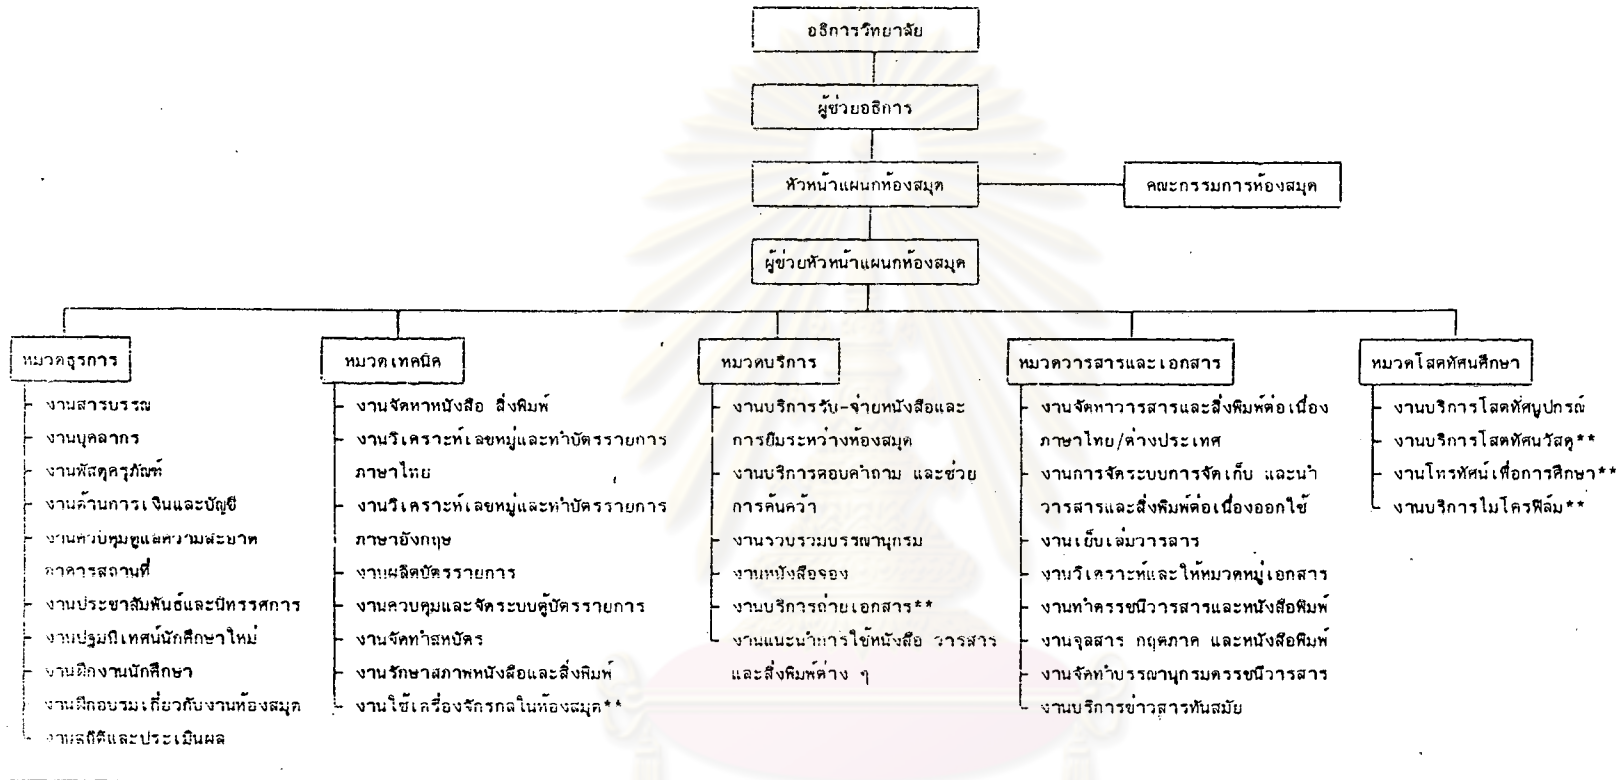 อธิการวิทยาลัย
ผู้ช่วยอธิการ
หัวหน้าแผนกห้องสมุด
คณะกรรมการห้องสมุด
ผู้ช่วยหัวหน้าแผนกห้องสมุด
หมวดธุรการ
- งานสารบรรณ
- งานบุคลากร
- งานพัสดุครุภัณฑ์
- งานด้านการเงินและบัญชี
- งานควบคุมดูแลความสะอาด
อาคารสถานที่
- งานประชาสัมพันธ์และนิทรรศการ
- งานปฐมนิเทศน์นักศึกษาใหม่
- งานฝึกงานนักศึกษา
- งานฝึกอบรมเกี่ยวกับงานห้องสมุด
- งานสถิติและประเมินผล
หมวดเทคนิค
- งานจัดหาหนังสือ สิ่งพิมพ์
- งานวิเคราะห์เลขหมู่และทำบัตรรายการ
ภาษาไทย
- งานวิเคราะห์เลขหมู่และทำบัตรรายการ
ภาษาอังกฤษ
- งานผลิตบัตรรายการ
- งานควบคุมและจัดระบบตู้บัตรรายการ
- งานจัดทำสหบัตร
- งานรักษาสภาพหนังสือและสิ่งพิมพ์
- งานใช้เครื่องจักรกลในห้องสมุด**
หมวดบริการ
- งานบริการรับ-จ่ายหนังสือและ
การยืมระหว่างห้องสมุด
- งานบริการตอบคำถาม และช่วย
การค้นคว้า
- งานรวบรวมบรรณานุกรม
- งานหนังสือจอง
- งานบริการถ่ายเอกสาร**
- งานแนะนำการใช้หนังสือ วารสาร
และสิ่งพิมพ์ต่าง ๆ
หมวดวารสารและเอกสาร
- งานจัดหาวารสารและสิ่งพิมพ์ต่อเนื่อง
ภาษาไทย/ต่างประเทศ
- งานการจัดระบบการจัดเก็บ และนำ
วารสารและสิ่งพิมพ์ต่อเนื่องออกใช้
- งานเย็บเล่มวารสาร
- งานวิเคราะห์และให้หมวดหมู่เอกสาร
- งานทำดรรชนีวารสารและหนังสือพิมพ์
- งานจุลสาร กฤตภาค และหนังสือพิมพ์
- งานจัดทำบรรณานุกรมดรรชนีวารสาร
- งานบริการข่าวสารทันสมัย
หมวดโสตทัศนศึกษา
- งานบริการโสตทัศนูปกรณ์
- งานบริการโสตทัศนวัสดุ**
- งานโทรทัศน์เพื่อการศึกษา**
- งานบริการไมโครฟิล์ม**